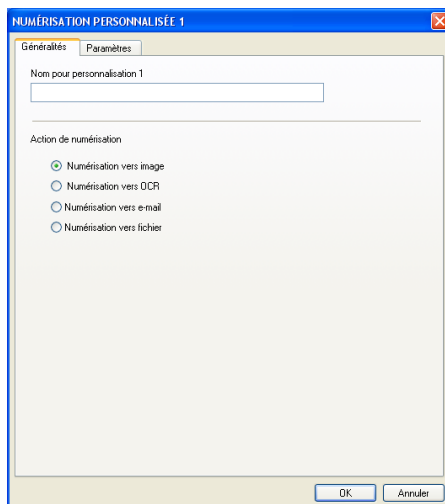 NUMÉRISATION PERSONNALISÉE 1
Généralités Paramètres
Nom pour personnalisation 1
Action de numérisation
Numérisation vers image
Numérisation vers OCR
Numérisation vers e-mail
Numérisation vers fichier
OK Annuler